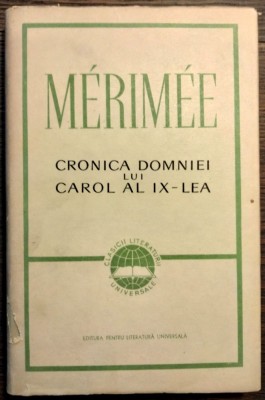 MÉRIMÉE
CRONICA DOMNIEI
LUI
CAROL AL IX-LEA
CLASICII LITERATURII
UNIVERSALE
EDITURA PENTRU LITERATURĂ UNIVERSALĂ